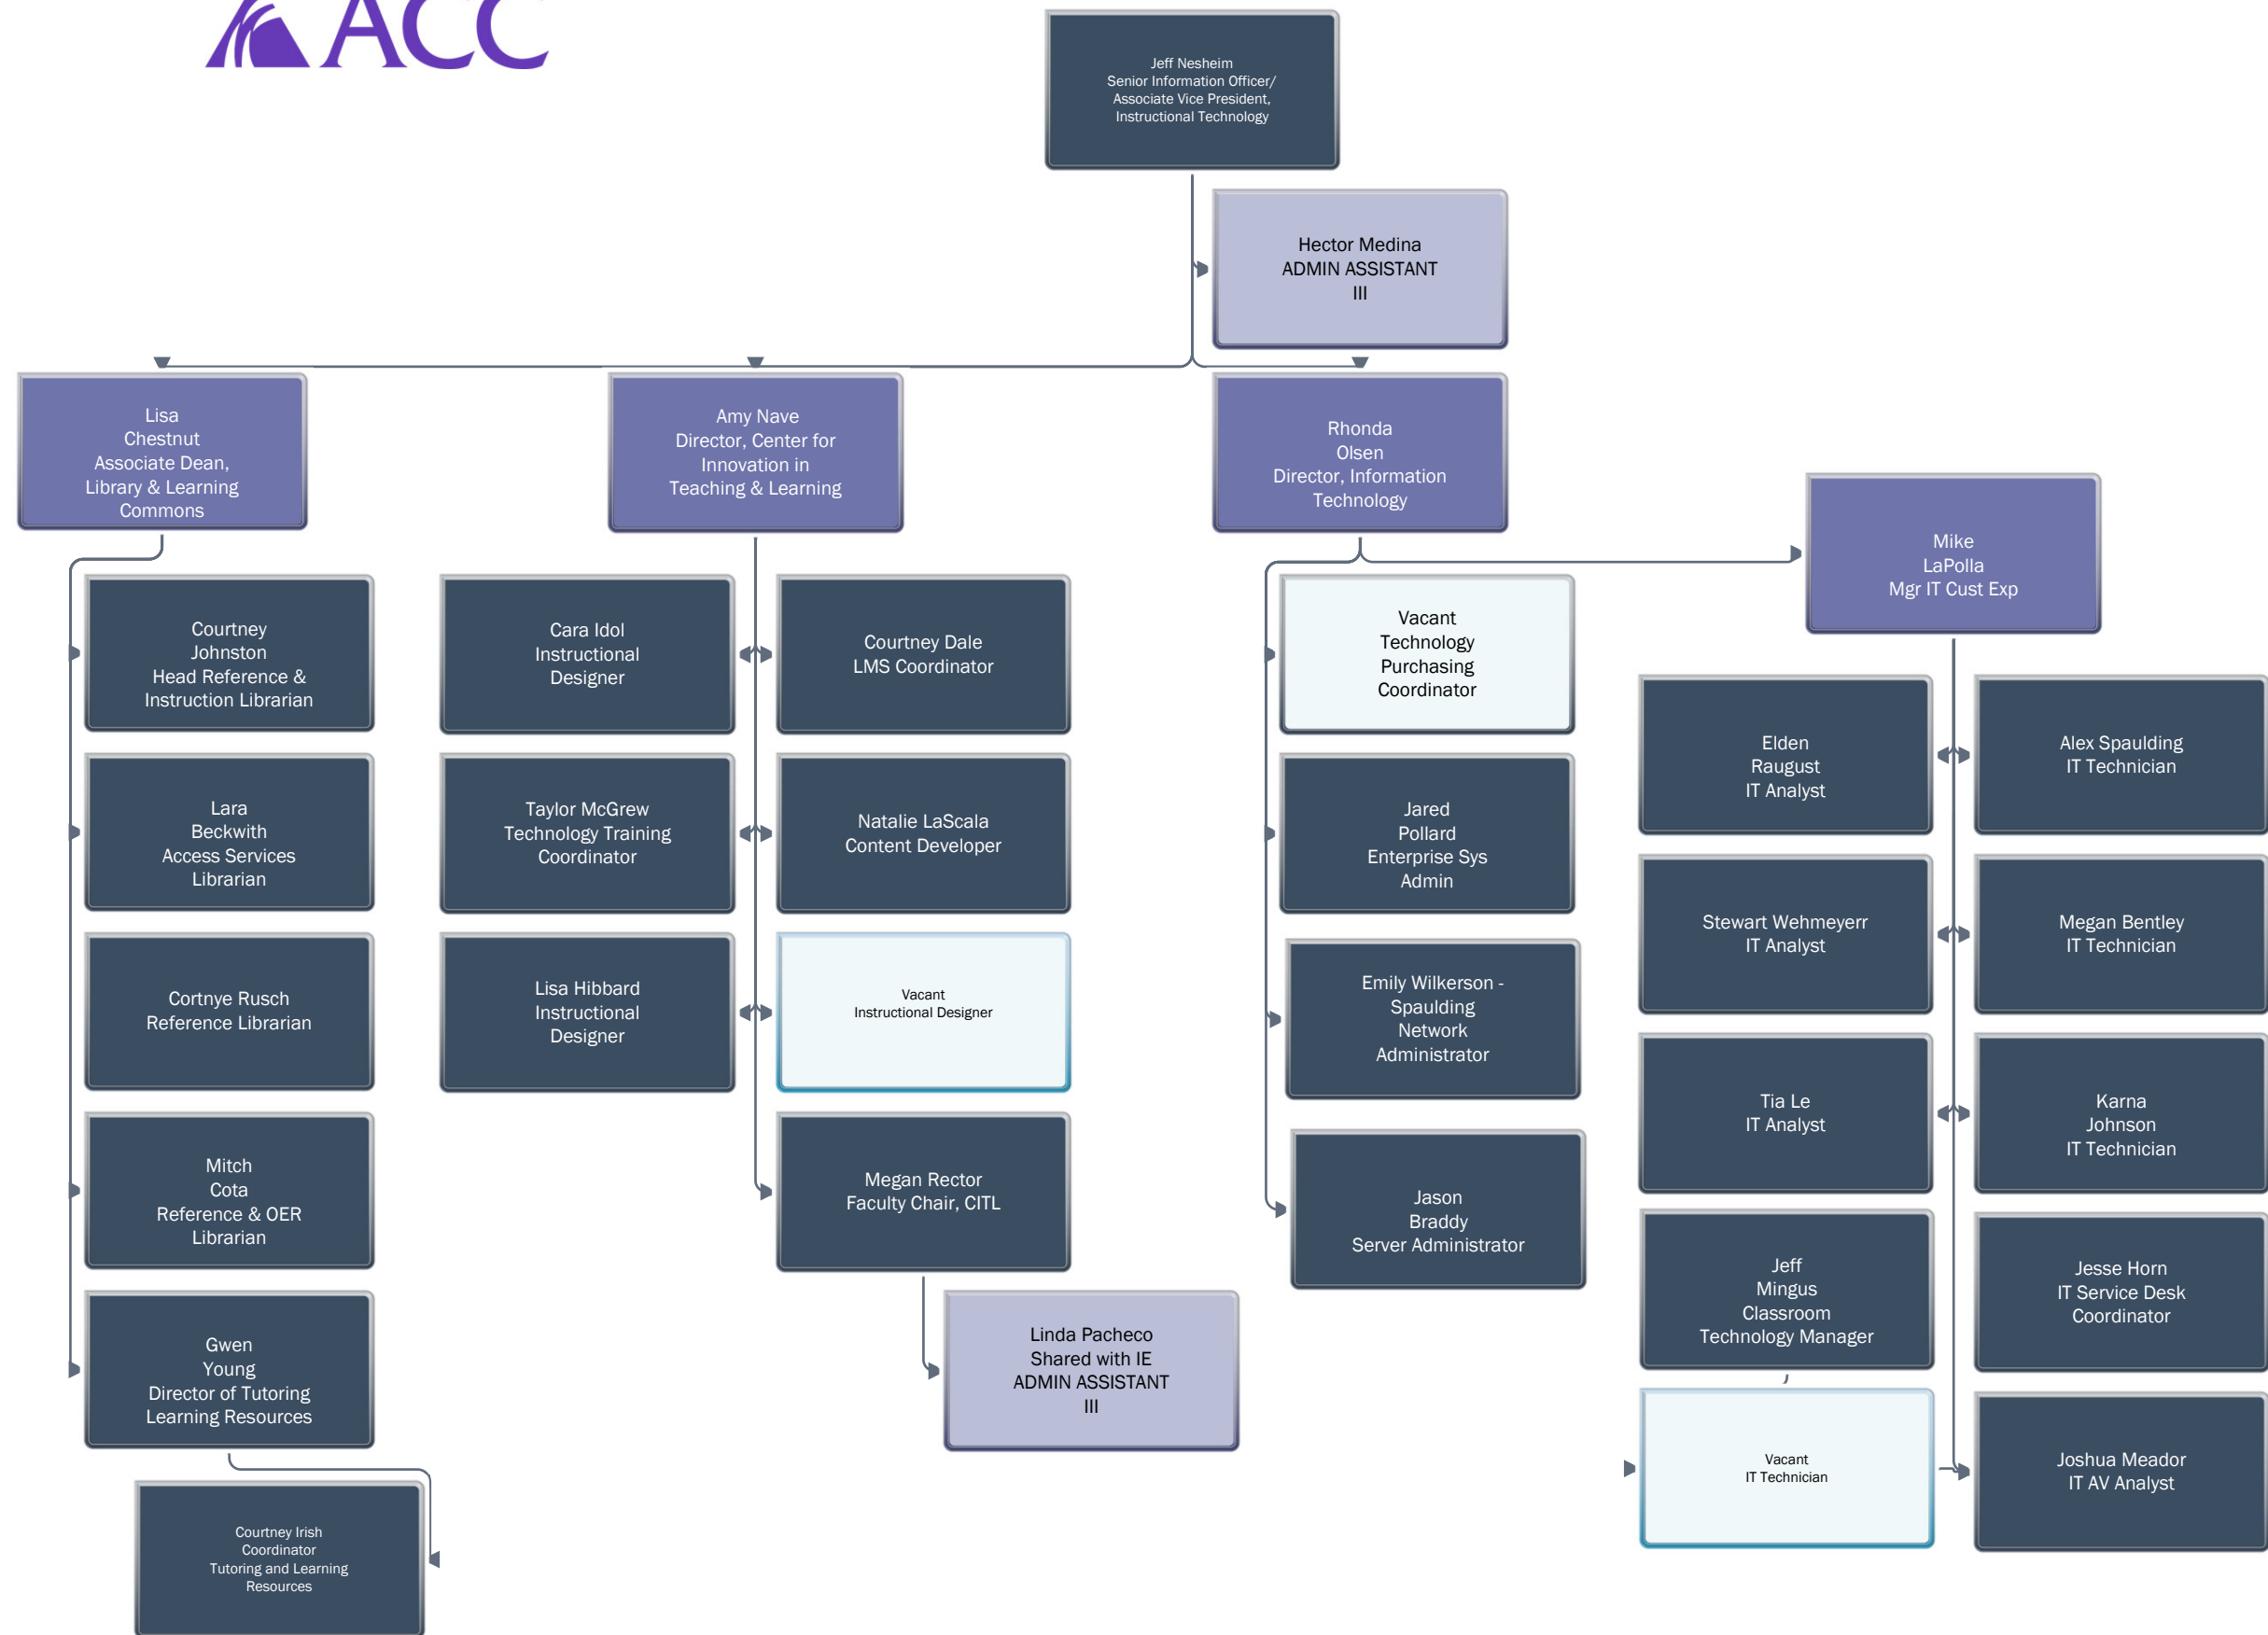 ACC
Jeff Nesheim
Senior Information Officer/
Associate Vice President,
Instructional Technology
Hector Medina
ADMIN ASSISTANT
III
Lisa
Chestnut
Associate Dean,
Library & Learning
Commons
Amy Nave
Director, Center for
Innovation in
Teaching & Learning
Rhonda
Olsen
Director, Information
Technology
Mike
LaPolla
Mgr IT Cust Exp
Courtney
Johnston
Head Reference &
Instruction Librarian
Lara
Beckwith
Access Services
Librarian
Cortnye Rusch
Reference Librarian
Mitch
Cota
Reference & OER
Librarian
Gwen
Young
Director of Tutoring
Learning Resources
Courtney Irish
Coordinator
Tutoring and Learning
Resources
Cara Idol
Instructional
Designer
Courtney Dale
LMS Coordinator
Taylor McGrew
Technology Training
Coordinator
Natalie LaScala
Content Developer
Lisa Hibbard
Instructional
Designer
Vacant
Instructional Designer
Megan Rector
Faculty Chair, CITL
Linda Pacheco
Shared with IE
ADMIN ASSISTANT
III
Vacant
Technology
Purchasing
Coordinator
Jared
Pollard
Enterprise Sys
Admin
Emily Wilkerson -
Spaulding
Network
Administrator
Jason
Braddy
Server Administrator
Elden
Raugust
IT Analyst
Alex Spaulding
IT Technician
Stewart Wehmeyerr
IT Analyst
Megan Bentley
IT Technician
Tia Le
IT Analyst
Karna
Johnson
IT Technician
Jeff
Mingus
Classroom
Technology Manager
Jesse Horn
IT Service Desk
Coordinator
Vacant
IT Technician
Joshua Meador
IT AV Analyst